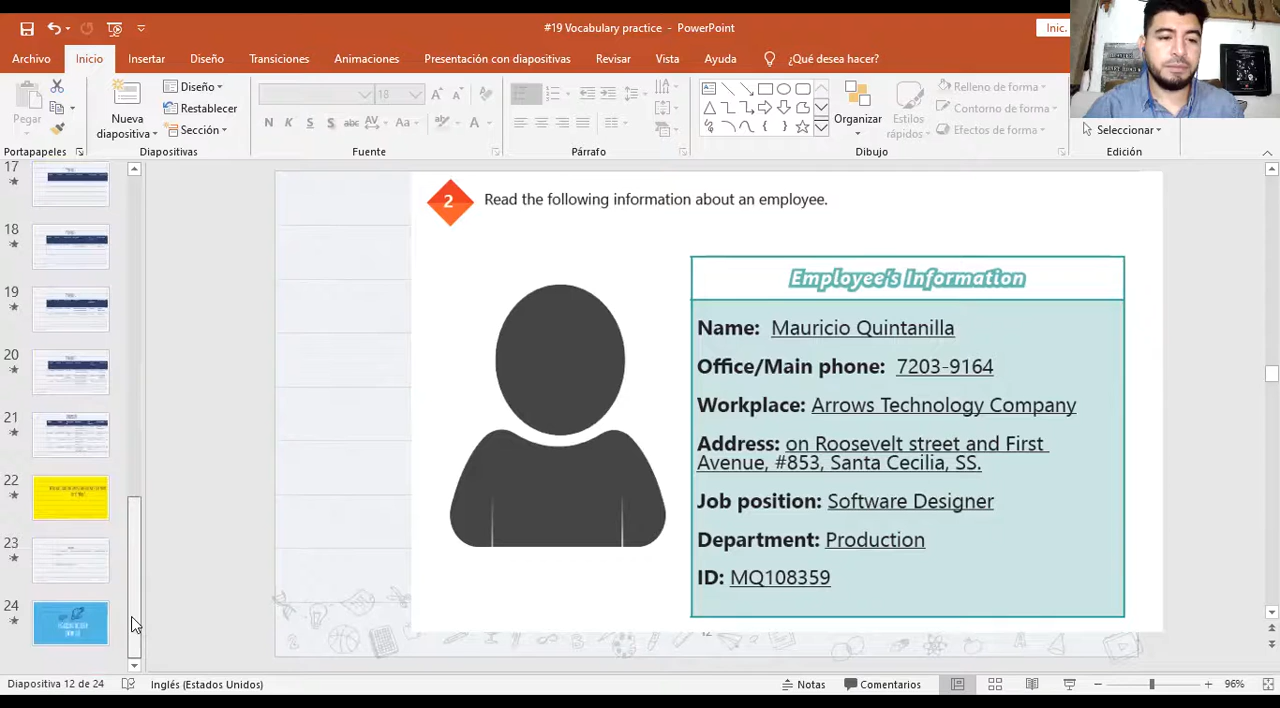 #19 Vocabulary practice - PowerPoint
Inic.
Archivo Inicio Insertar Diseño Transiciones Animaciones Presentación con diapositivas Revisar Vista Ayuda ¿Qué desea hacer?
Pegar
Nueva
diapositiva
Diseño
Restablecer
Sección
18
N K S S abc AV Aa A
Organizar
Estilos
rápidos
Relleno de forma
Contorno de forma
Efectos de forma
Seleccionar
Portapapeles Diapositivas Fuente Párrafo Dibujo Edición
17
18
19
20
21
22
23
24
2
Read the following information about an employee.
Employee's Information
Name: Mauricio Quintanilla
Office/Main phone: 7203-9164
Workplace: Arrows Technology Company
Address: on Roosevelt street and First
Avenue, #853, Santa Cecilia, SS.
Job position: Software Designer
Department: Production
ID: MQ108359
12
Diapositiva 12 de 24 Inglés (Estados Unidos) Notas Comentarios 96%